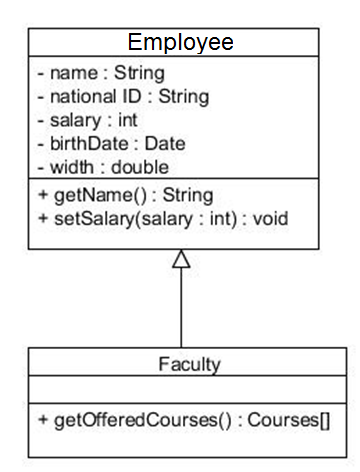 Employee
- name : String
- national ID : String
- salary : int
- birthDate : Date
- width : double
+ getName() : String
+ setSalary(salary : int) : void
Faculty
+ getOfferedCourses() : Courses[]